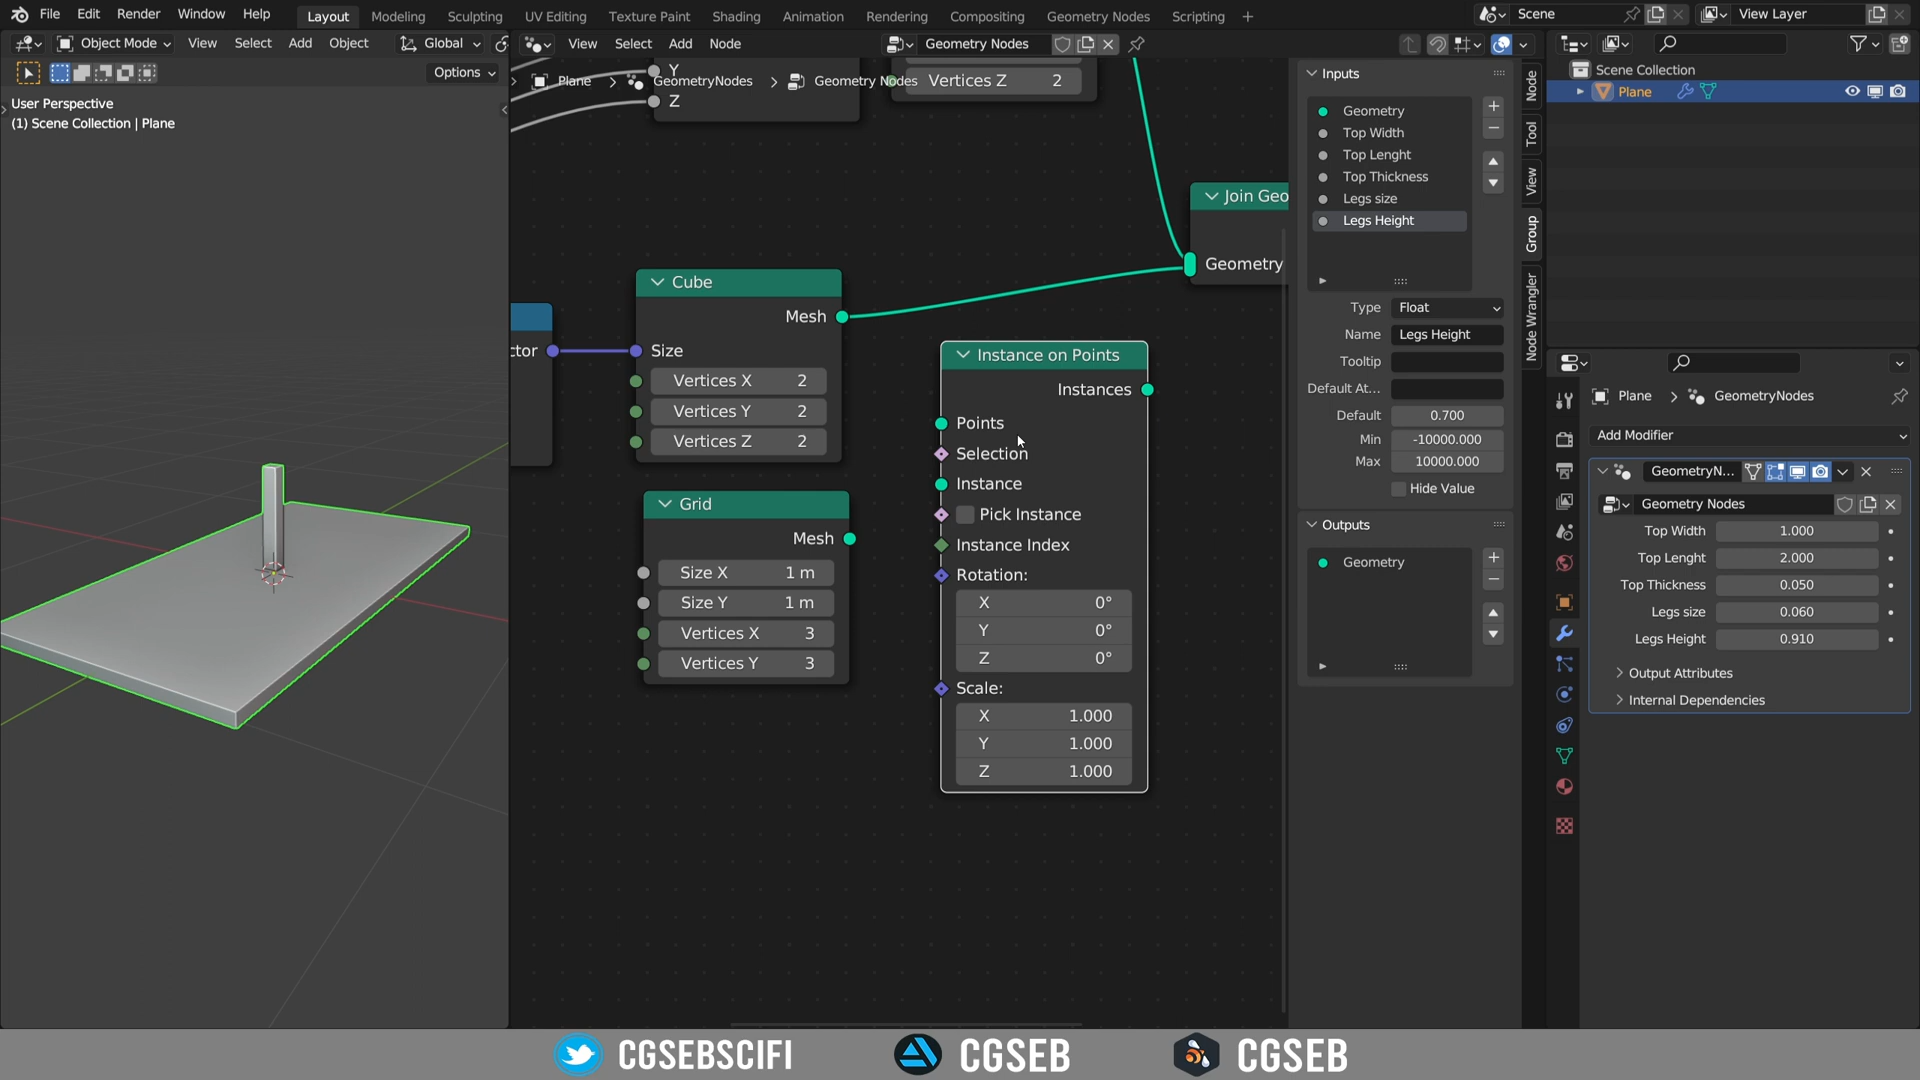 File Edit Render Window Help Layout Modeling Sculpting UV Editing Texture Paint Shading Animation Rendering Compositing Geometry Nodes Scripting + Scene View Layer
Object Mode View Select Add Object Global View Select Add Node Geometry Nodes
Options
User Perspective
(1) Scene Collection | Plane
Plane > GeometryNodes > Geometry Nodes
Y
Z
Vertices Z 2
Join Geo
Geometry
Cube
Mesh
ctor
Size
Vertices X 2
Vertices Y 2
Vertices Z 2
Grid
Mesh
Size X 1 m
Size Y 1 m
Vertices X 3
Vertices Y 3
Instance on Points
Instances
Points
Selection
Instance
Pick Instance
Instance Index
Rotation:
X 0°
Y 0°
Z 0°
Scale:
X 1.000
Y 1.000
Z 1.000
Inputs
Geometry
Top Width
Top Lenght
Top Thickness
Legs size
Legs Height
Type Float
Name Legs Height
Tooltip
Default At...
Default 0.700
Min -10000.000
Max 10000.000
Hide Value
Outputs
Geometry
Node
Tool
View
Group
Node Wrangler
Scene Collection
Plane
Plane > GeometryNodes
Add Modifier
GeometryN...
Geometry Nodes
Top Width 1.000
Top Lenght 2.000
Top Thickness 0.050
Legs size 0.060
Legs Height 0.910
Output Attributes
Internal Dependencies
CGSEBSCIFI CGSEB CGSEB